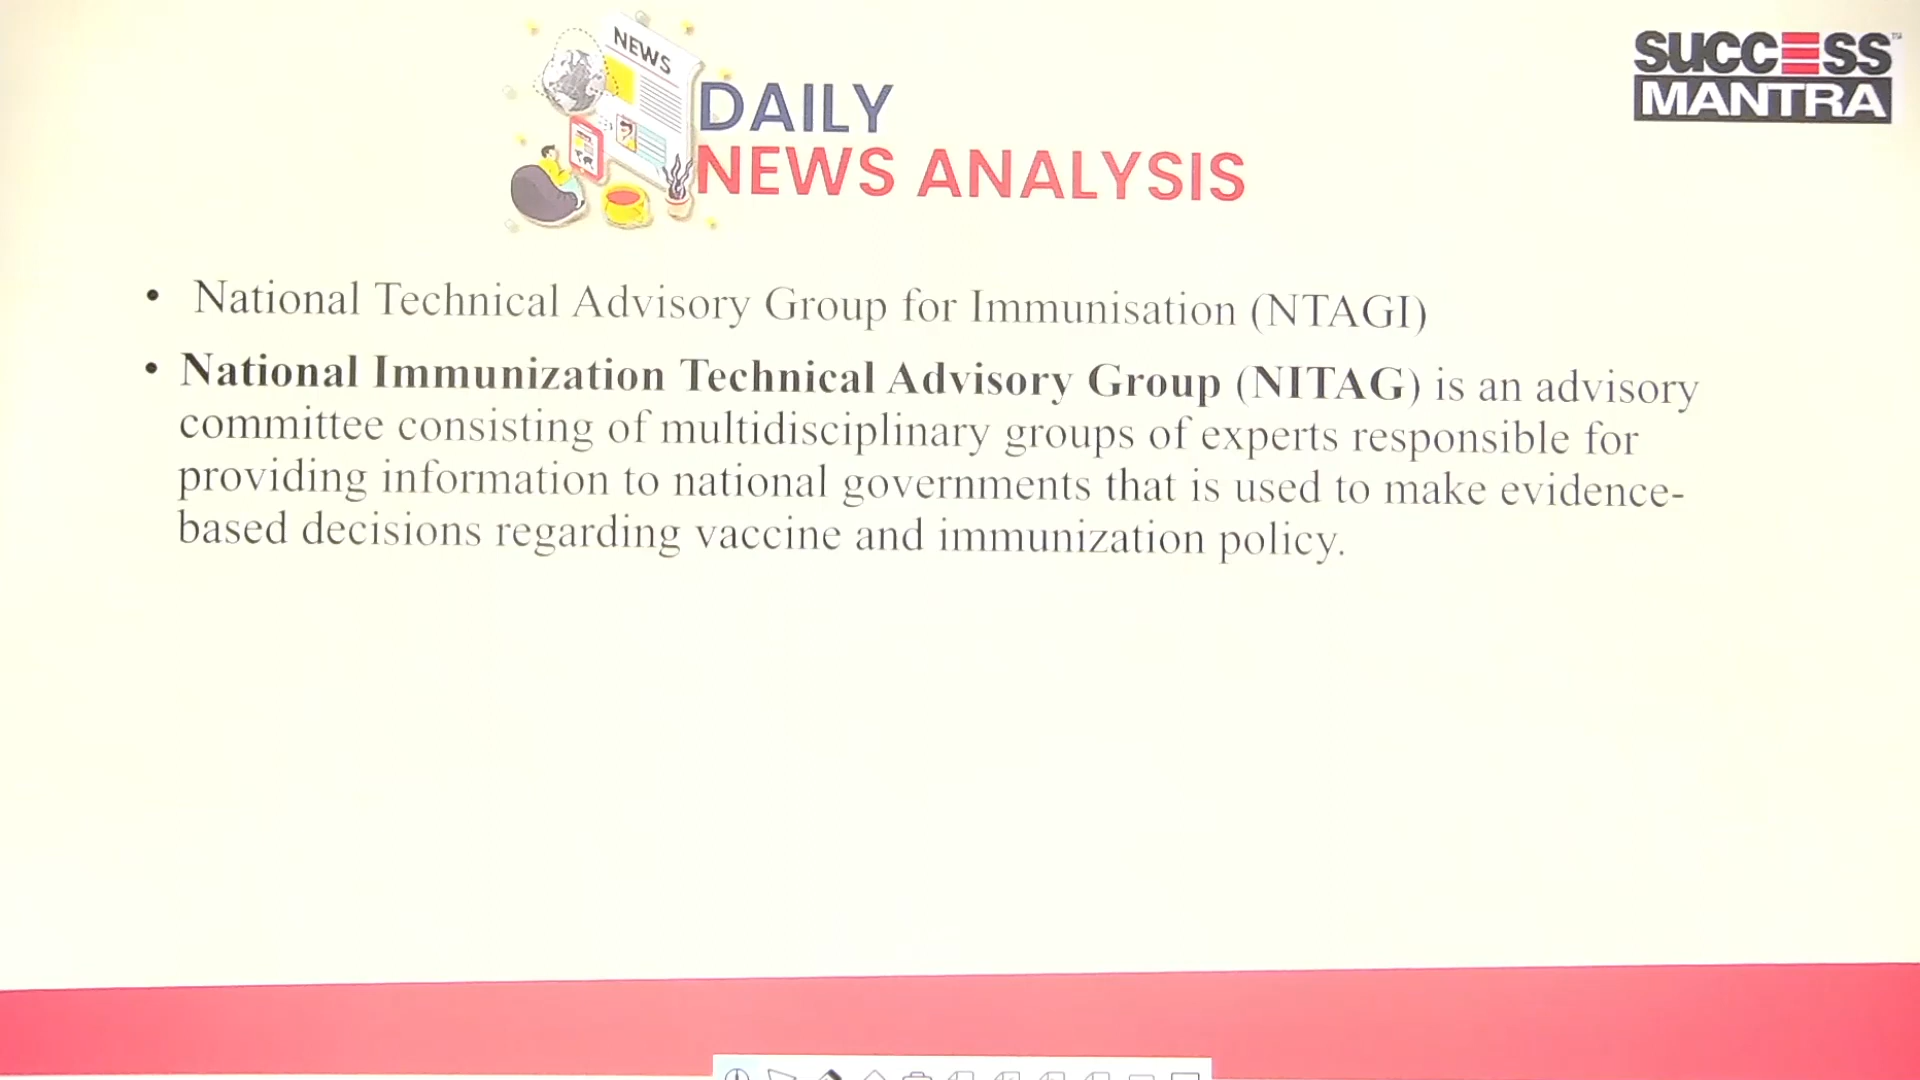 NEWS
DAILY
NEWS ANALYSIS
SUCCESS
MANTRA
• National Technical Advisory Group for Immunisation (NTAGI)
• National Immunization Technical Advisory Group (NITAG) is an advisory
committee consisting of multidisciplinary groups of experts responsible for
providing information to national governments that is used to make evidence-
based decisions regarding vaccine and immunization policy.